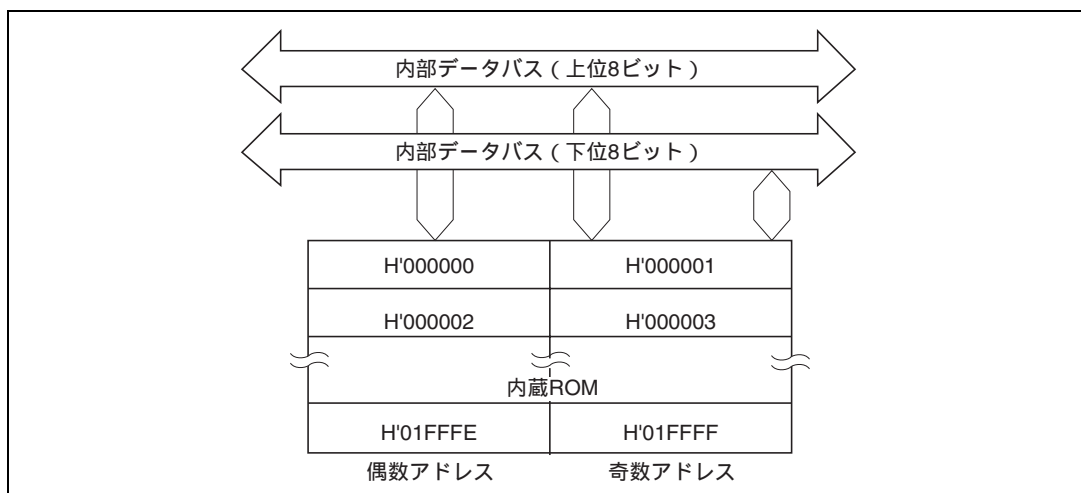 内部データバス(上位8ビット)
内部データバス(下位8ビット)
H'000000 H'000001
H'000002 H'000003
内蔵ROM
H'01FFFE H'01FFFF
偶数アドレス 奇数アドレス